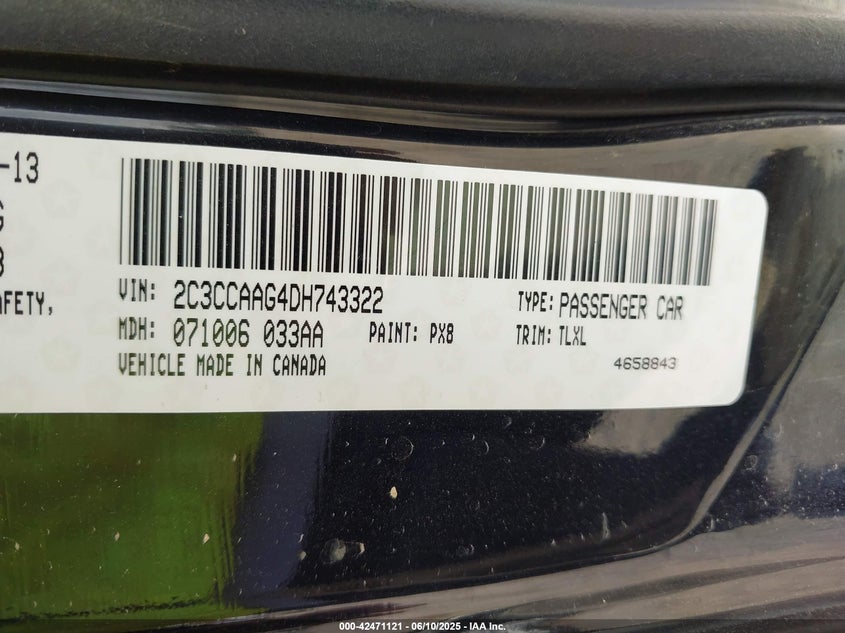 -13
G
8
AFETY,
VIN: 2C3CCAAG4DH743322 TYPE: PASSENGER CAR
MDH: 071006 033AA PAINT: PX8 TRIM: TLXL
VEHICLE MADE IN CANADA 4658843
000-42471121 - 06/10/2025 - IAA Inc.